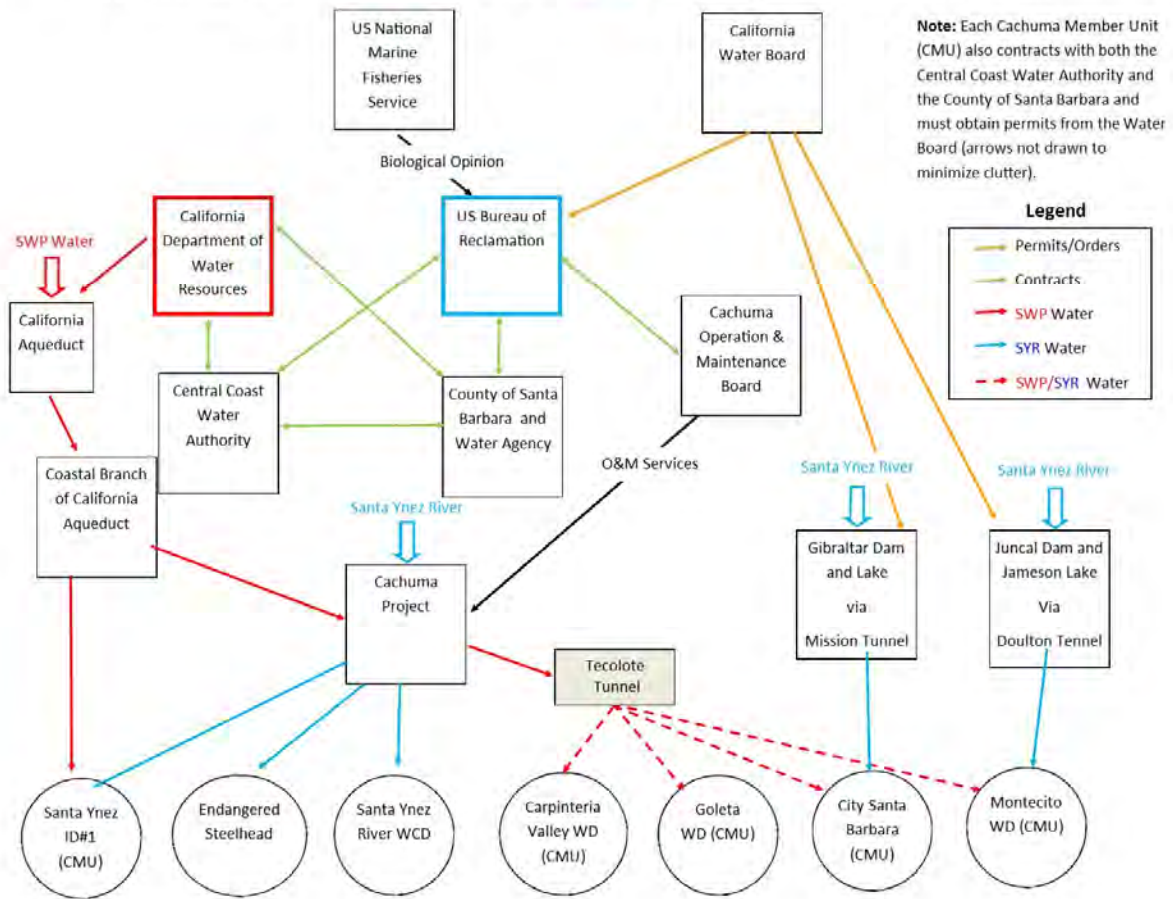 US National
Marine
Fisheries
Service
California
Water Board
Note: Each Cachuma Member Unit
(CMU) also contracts with both the
Central Coast Water Authority and
the County of Santa Barbara and
must obtain permits from the Water
Board (arrows not drawn to
minimize clutter).
Biological Opinion
Legend
Permits/Orders
Contracts
SWP Water
SYR Water
SWP/SYR Water
SWP Water
California
Department of
Water
Resources
US Bureau of
Reclamation
California
Aqueduct
Cachuma
Operation &
Maintenance
Board
Central Coast
Water
Authority
County of Santa
Barbara and
Water Agency
O&M Services
Coastal Branch
of California
Aqueduct
Santa Ynez River
Santa Ynez River
Santa Ynez River
Cachuma
Project
Gibraltar Dam
and Lake
via
Mission Tunnel
Juncal Dam and
Jameson Lake
Via
Doulton Tennel
Tecolote
Tunnel
Santa Ynez
ID#1
(CMU)
Endangered
Steelhead
Santa Ynez
River WCD
Carpinteria
Valley WD
(CMU)
Goleta
WD (CMU)
City Santa
Barbara
(CMU)
Montecito
WD (CMU)